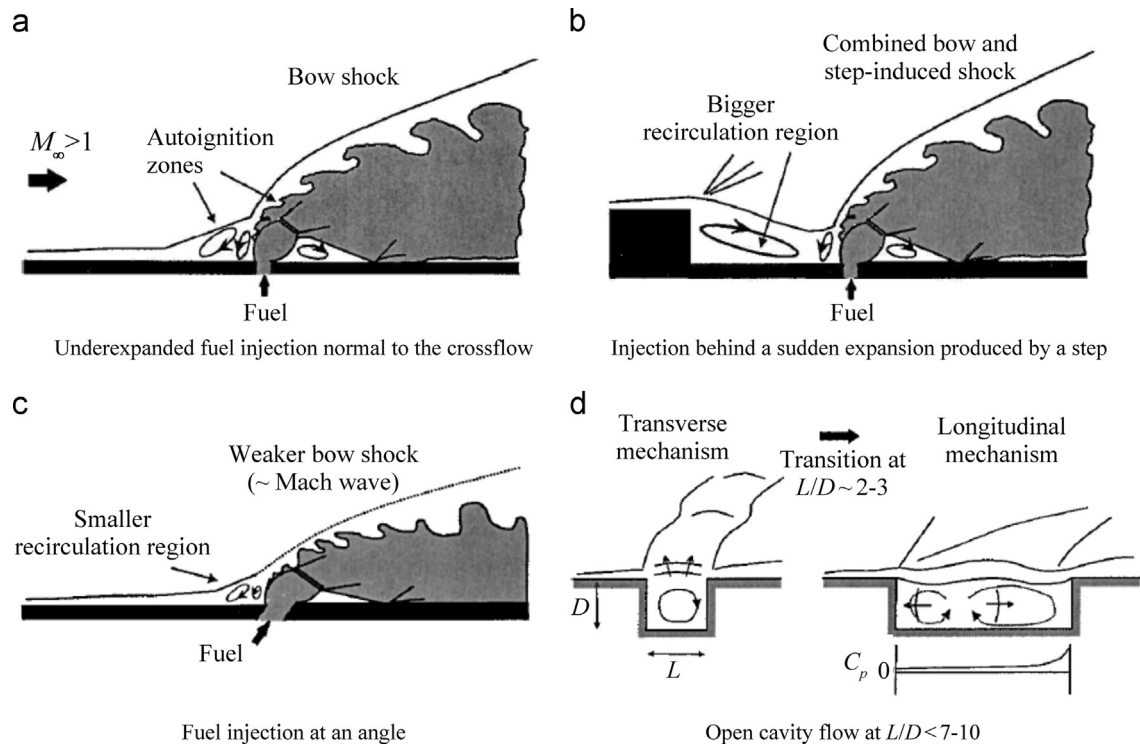 a
Bow shock
M∞>1
Autoignition
zones
Fuel
Underexpanded fuel injection normal to the crossflow
b
Combined bow and
step-induced shock
Bigger
recirculation region
Fuel
Injection behind a sudden expansion produced by a step
c
Weaker bow shock
(~ Mach wave)
Smaller
recirculation region
Fuel
Fuel injection at an angle
d
Transverse
mechanism
Transition at
L/D ~ 2-3
Longitudinal
mechanism
D
L
Cp 0
Open cavity flow at L/D<7-10